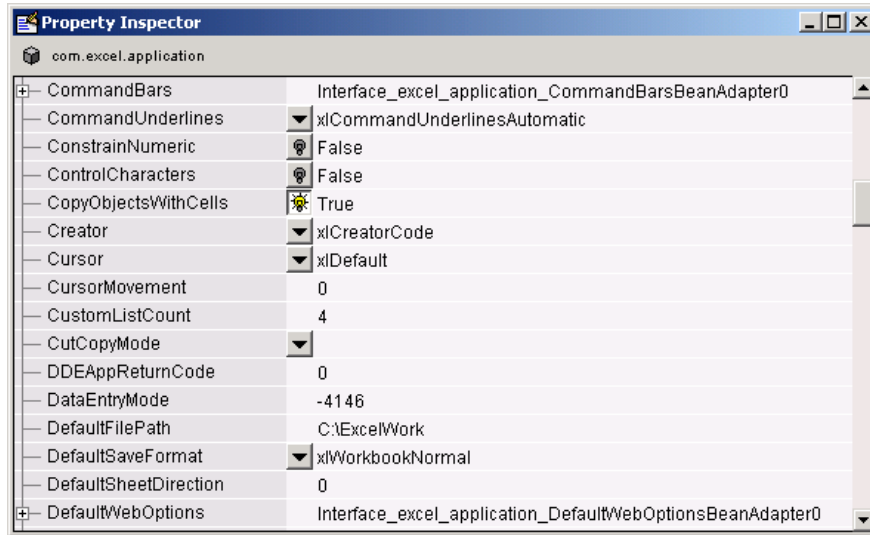 Property Inspector
com.excel.application
CommandBars Interface_excel_application_CommandBarsBeanAdapter0
CommandUnderlines xlCommandUnderlinesAutomatic
ConstrainNumeric False
ControlCharacters False
CopyObjectsWithCells True
Creator xlCreatorCode
Cursor xlDefault
CursorMovement 0
CustomListCount 4
CutCopyMode
DDEAppReturnCode 0
DataEntryMode -4146
DefaultFilePath C:\ExcelWork
DefaultSaveFormat xlWorkbookNormal
DefaultSheetDirection 0
DefaultWebOptions Interface_excel_application_DefaultWebOptionsBeanAdapter0